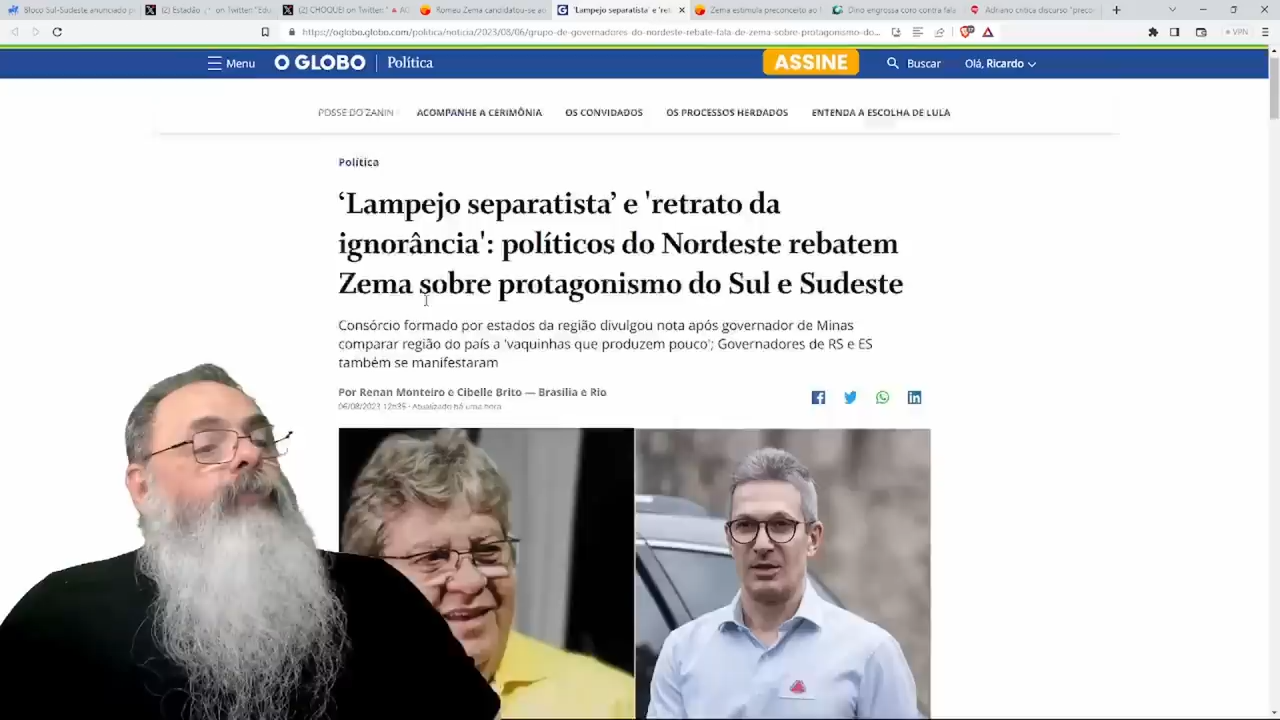 Bloco Sul-Sudeste anunciado p
(2) Estadão
on Twitter: "Edu
(2) CHOQUEI on Twitter: "
Romeu Zema candidatou-se ao
'Lampejo separatista' e 'ret
Zema estimula preconceito ao
Dino engrossa coro contra fala
Adriano critica discurso "preco
https://oglobo.globo.com/politica/noticia/2023/08/06/grupo-de-governadores-do-nordeste-rebate-fala-de-zema-sobre-protagonismo-do...
VPN
Menu
O GLOBO
Política
ASSINE
Buscar
Olá, Ricardo
POSSE DO ZANIN
ACOMPANHE A CERIMÔNIA
OS CONVIDADOS
OS PROCESSOS HERDADOS
ENTENDA A ESCOLHA DE LULA
Política
‘Lampejo separatista’ e 'retrato da
ignorância': políticos do Nordeste rebatem
Zema sobre protagonismo do Sul e Sudeste
Consórcio formado por estados da região divulgou nota após governador de Minas
comparar região do país a 'vaquinhas que produzem pouco'; Governadores de RS e ES
também se manifestaram
Por Renan Monteiro e Cibelle Brito — Brasília e Rio
06/08/2023 12h35 · Atualizado há uma hora